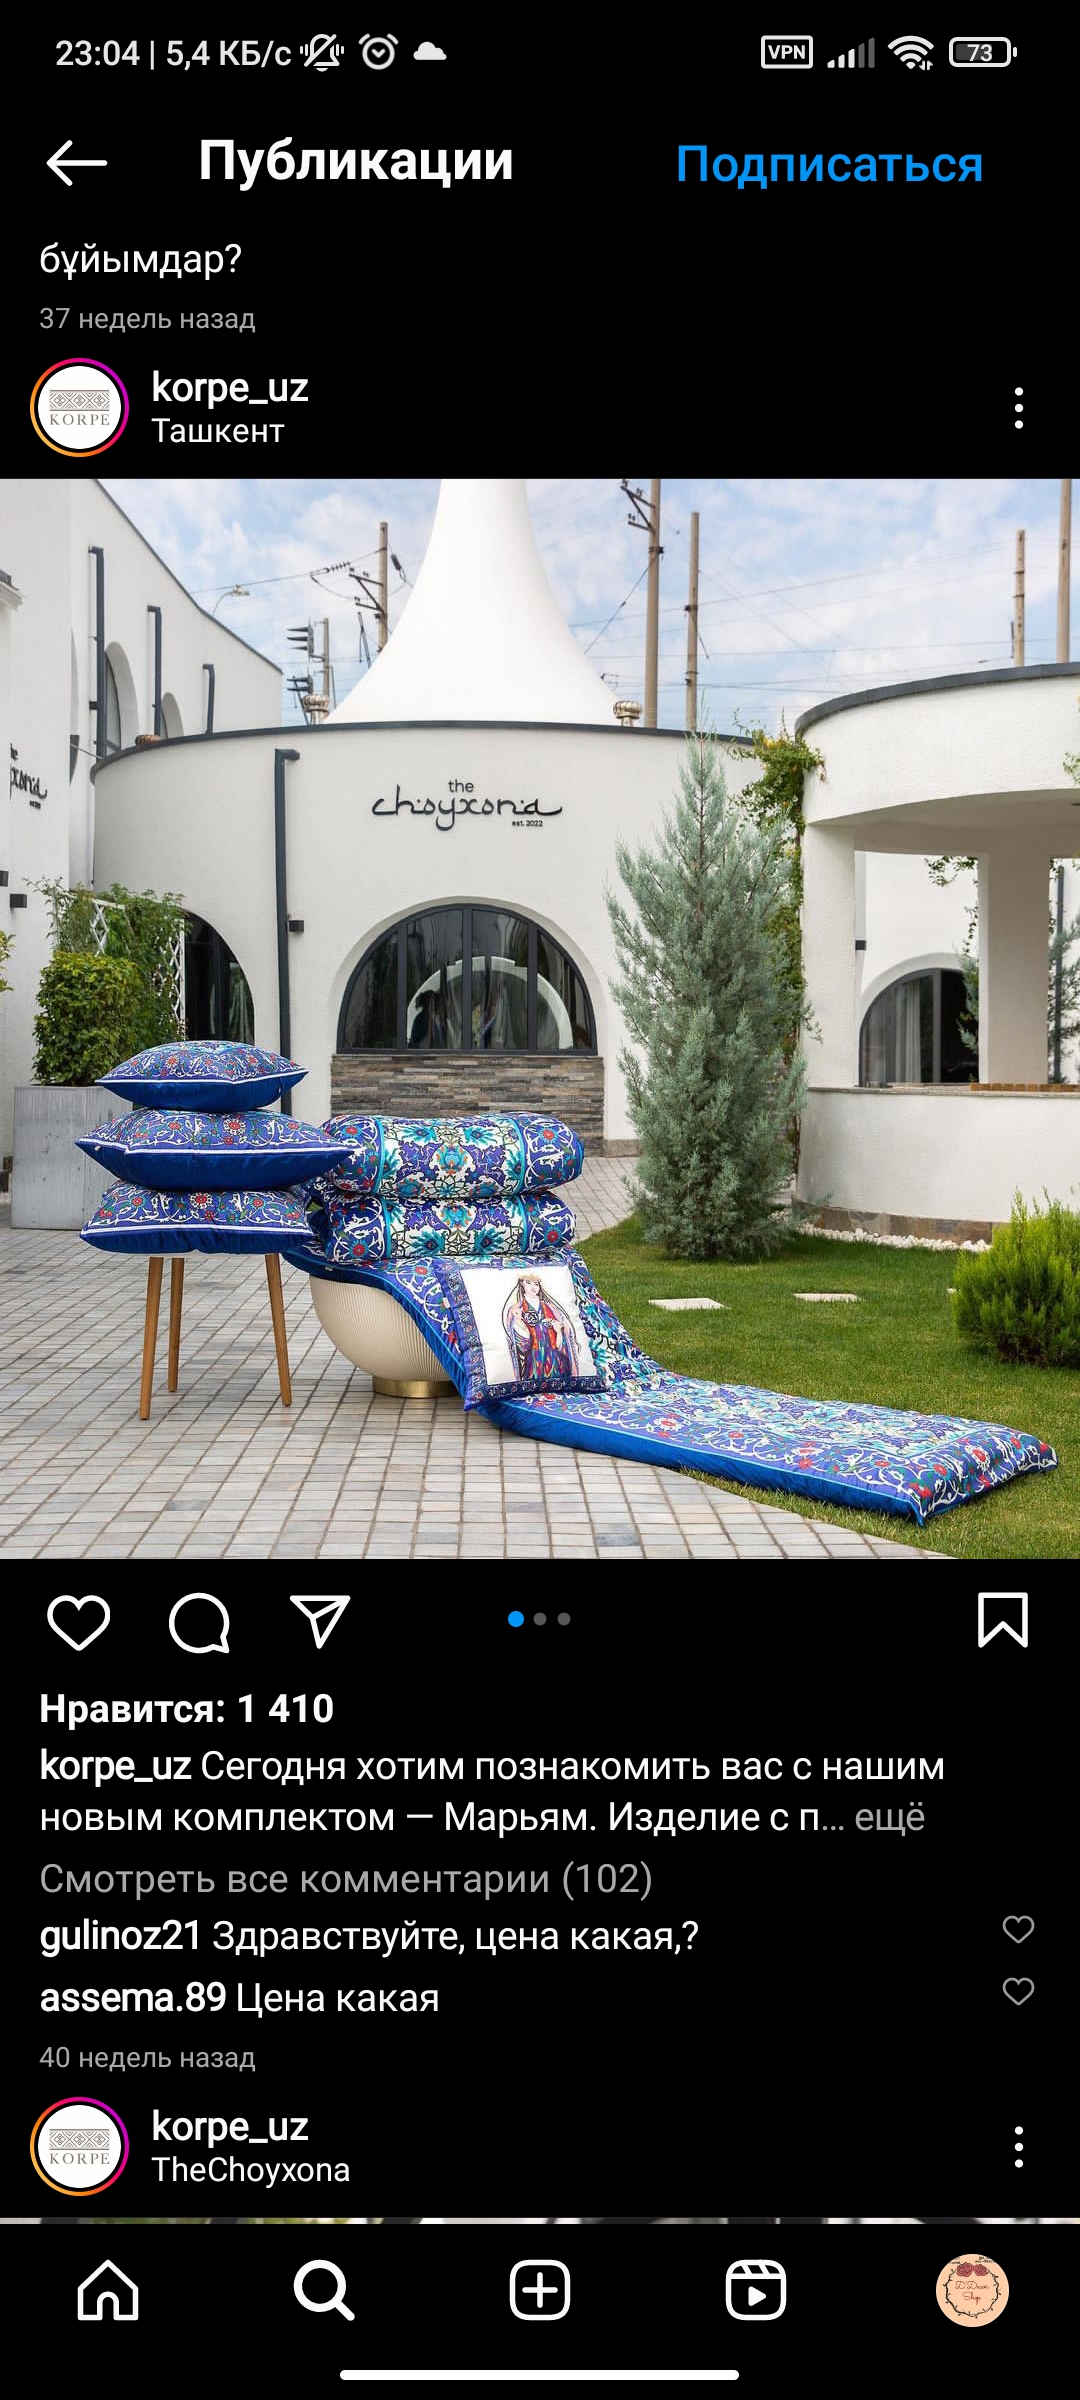 23:04 | 5,4 КБ/с
VPN
73
Публикации
Подписаться
бұйымдар?
37 недель назад
KORPE
korpe_uz
Ташкент
the
choyxona
est. 2022
Нравится: 1 410
korpe_uz Сегодня хотим познакомить вас с нашим
новым комплектом — Марьям. Изделие с п... ещё
Смотреть все комментарии (102)
gulinoz21 Здравствуйте, цена какая,?
assema.89 Цена какая
40 недель назад
KORPE
korpe_uz
TheChoyxona
D'Decor
Shop